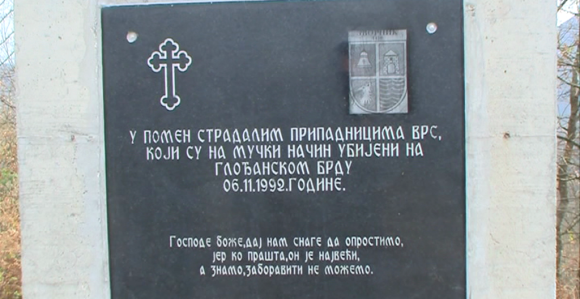 ЗВОРНИК
У ПОМЕН СТРАДАЛИМ ПРИПАДНИЦИМА ВРС,
КОЈИ СУ НА МУЧКИ НАЧИН УБИЈЕНИ НА
ГЛОЂАНСКОМ БРДУ
06.11.1992.ГОДИНЕ.
Господе боже,дај нам снаге да опростимо,
јер ко прашта,он је највећи,
а знамо,заборавити не можемо.